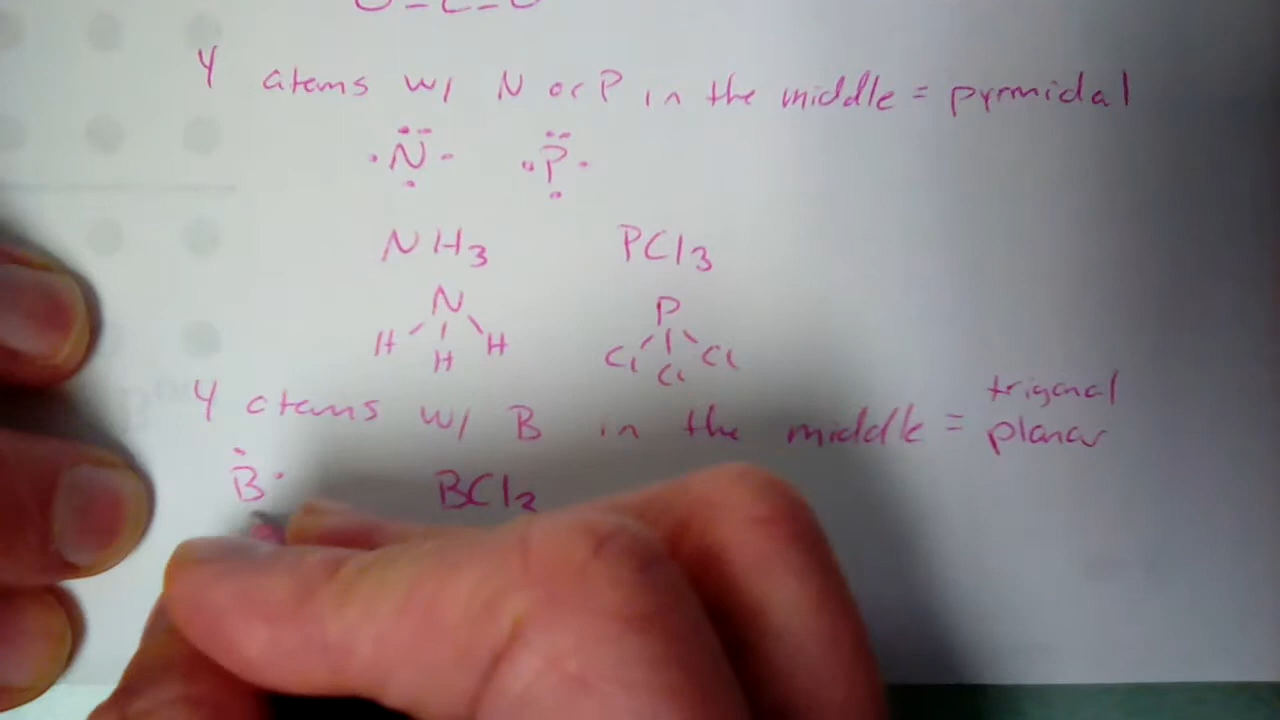 4 atoms w/ N or P in the middle = pyrmidal
N P
NH3 PCl3
N P
H H H Cl Cl Cl
4 atoms w/ B in the middle = trigonal planar
B BCl2